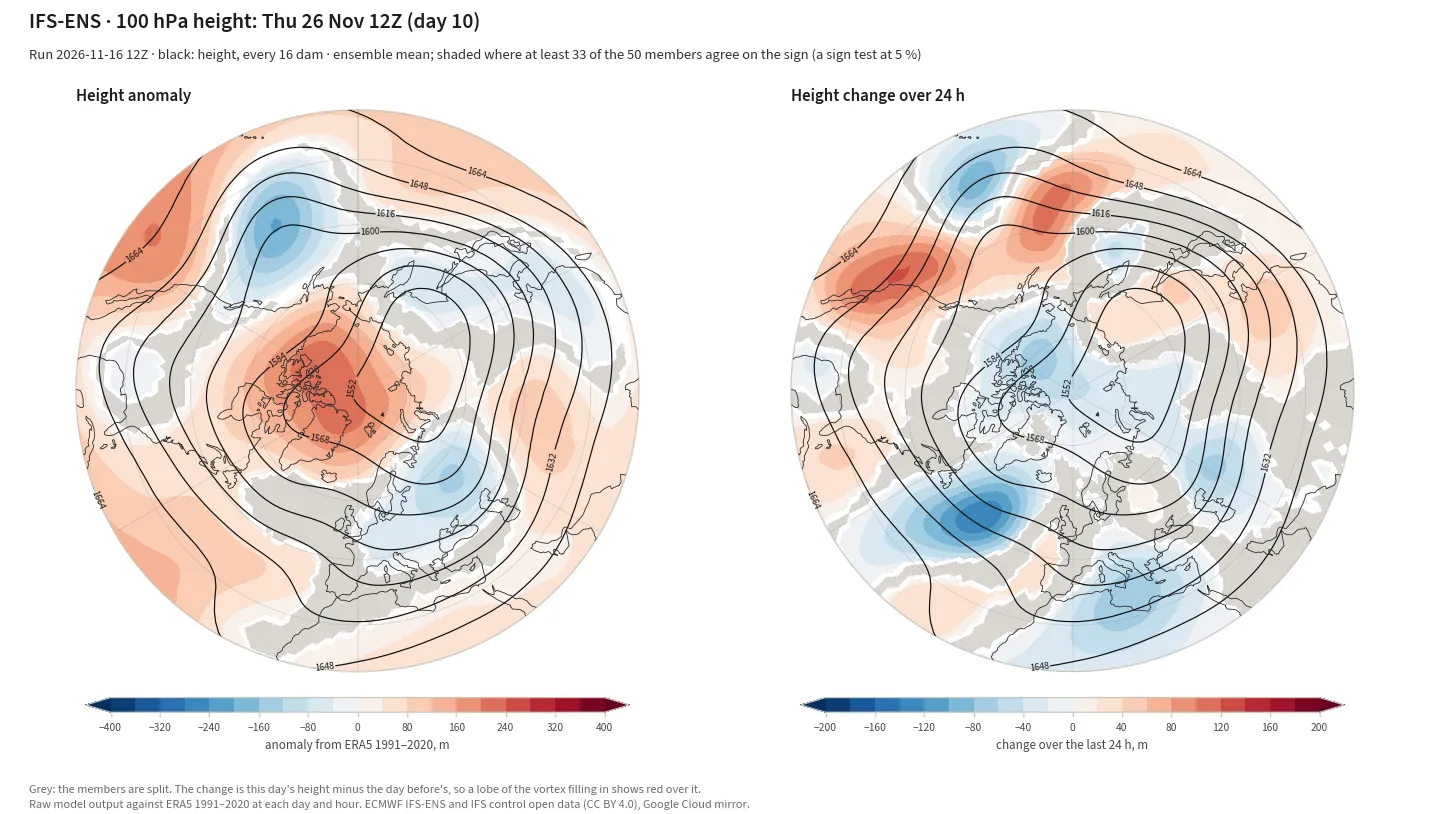 IFS-ENS · 100 hPa height: Thu 26 Nov 12Z (day 10)
Run 2026-11-16 12Z · black: height, every 16 dam · ensemble mean; shaded where at least 33 of the 50 members agree on the sign (a sign test at 5 %)
Height anomaly
1664
1648
1616
1600
1664
1584
1552
1568
1632
1664
1648
−400 −320 −240 −160 −80 0 80 160 240 320 400
anomaly from ERA5 1991–2020, m
Height change over 24 h
1664
1648
1616
1600
1664
1584
1552
1568
1632
1664
1648
−200 −160 −120 −80 −40 0 40 80 120 160 200
change over the last 24 h, m
Grey: the members are split. The change is this day's height minus the day before's, so a lobe of the vortex filling in shows red over it.
Raw model output against ERA5 1991–2020 at each day and hour. ECMWF IFS-ENS and IFS control open data (CC BY 4.0), Google Cloud mirror.